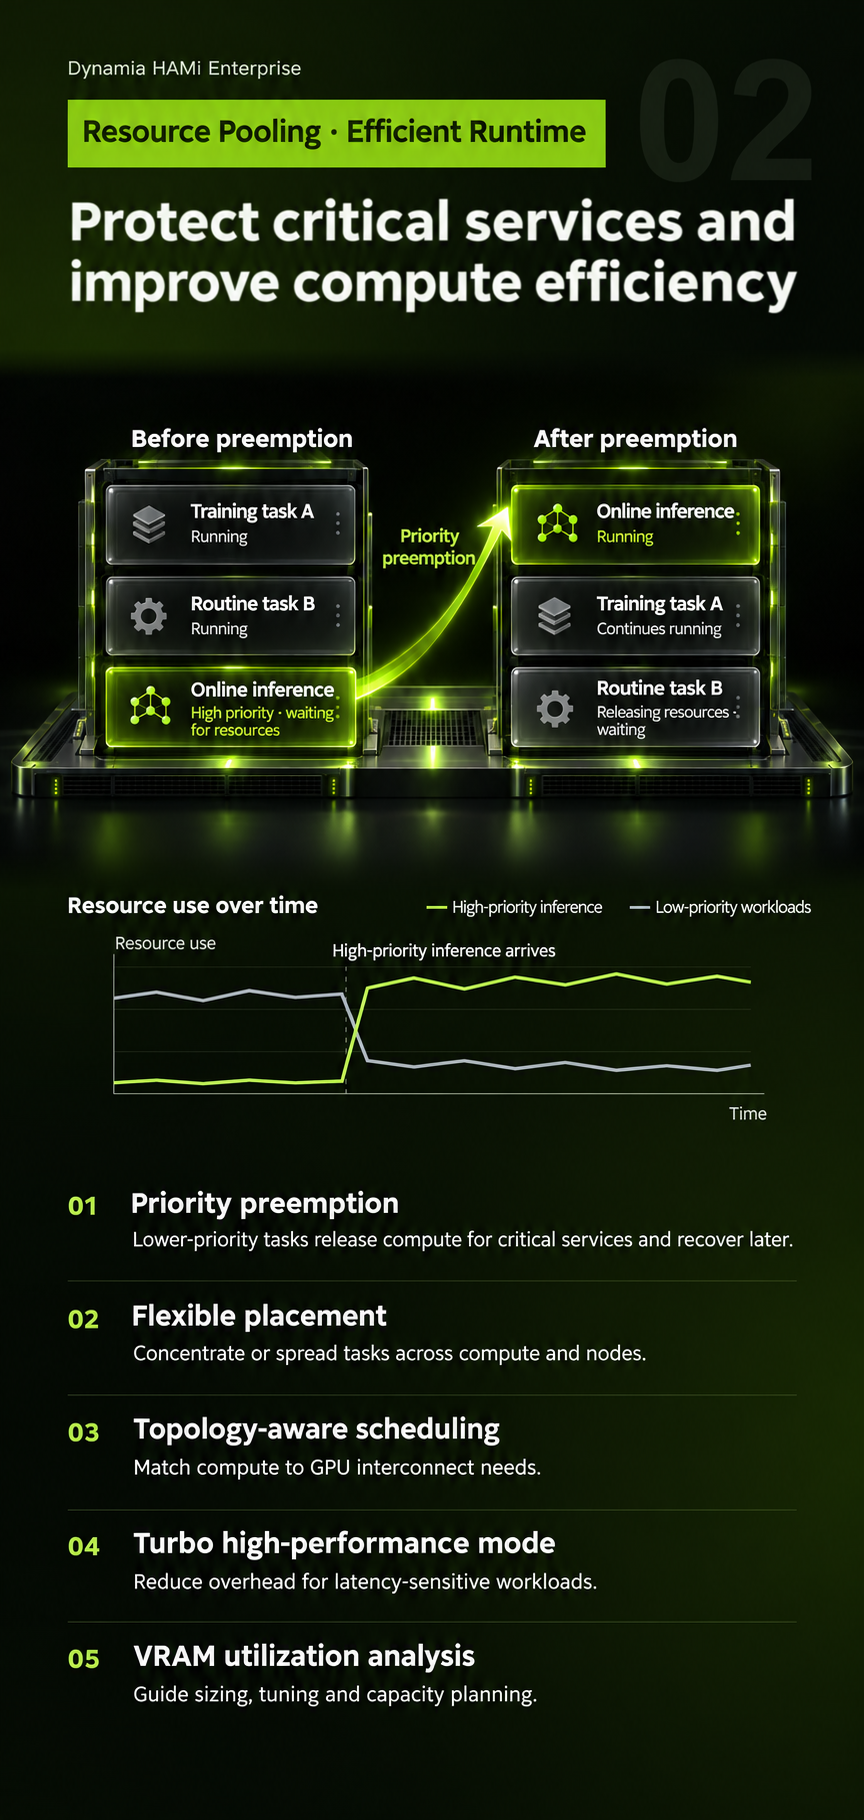 Dynamia HAMi Enterprise
02
Resource Pooling · Efficient Runtime
Protect critical services and
improve compute efficiency
Before preemption
Training task A
Running
Routine task B
Running
Online inference
High priority · waiting
for resources
Priority
preemption
After preemption
Online inference
Running
Training task A
Continues running
Routine task B
Releasing resources ·
waiting
Resource use over time
High-priority inference
Low-priority workloads
Resource use
High-priority inference arrives
Time
01
Priority preemption
Lower-priority tasks release compute for critical services and recover later.
02
Flexible placement
Concentrate or spread tasks across compute and nodes.
03
Topology-aware scheduling
Match compute to GPU interconnect needs.
04
Turbo high-performance mode
Reduce overhead for latency-sensitive workloads.
05
VRAM utilization analysis
Guide sizing, tuning and capacity planning.